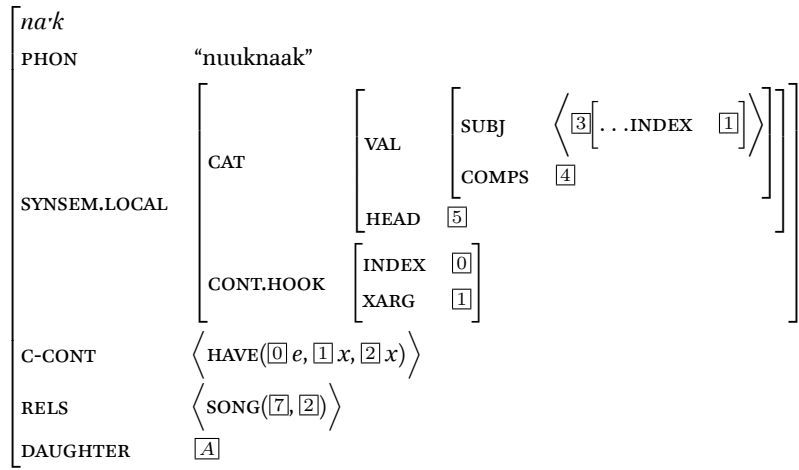 na·k
PHON “nuuknaak”
SUBJ ⟨[3][. . .INDEX [1]]⟩
VAL
CAT COMPS [4]
SYNSEM.LOCAL HEAD [5]
INDEX [0]
CONT.HOOK
XARG [1]
C-CONT ⟨HAVE([0] e, [1] x, [2] x)⟩
RELS ⟨SONG([7], [2])⟩
DAUGHTER [A]